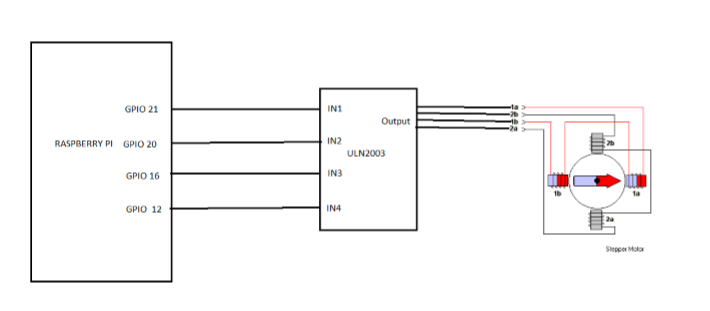 GPIO 21
RASPBERRY PI GPIO 20
GPIO 16
GPIO 12
IN1
Output
IN2
ULN2003
IN3
IN4
1a
2b
1b
2a
2b
1b
1a
2a
Stepper Motor